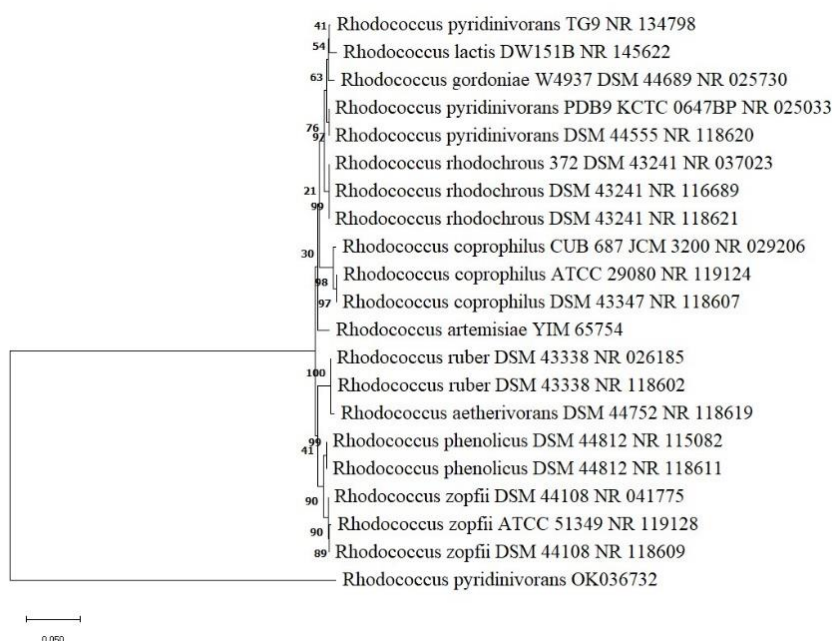 41
Rhodococcus pyridinivorans TG9 NR 134798
54
Rhodococcus lactis DW151B NR 145622
63
Rhodococcus gordoniae W4937 DSM 44689 NR 025730
Rhodococcus pyridinivorans PDB9 KCTC 0647BP NR 025033
76
97
Rhodococcus pyridinivorans DSM 44555 NR 118620
Rhodococcus rhodochrous 372 DSM 43241 NR 037023
21
Rhodococcus rhodochrous DSM 43241 NR 116689
99
Rhodococcus rhodochrous DSM 43241 NR 118621
30
Rhodococcus coprophilus CUB 687 JCM 3200 NR 029206
98
Rhodococcus coprophilus ATCC 29080 NR 119124
97
Rhodococcus coprophilus DSM 43347 NR 118607
Rhodococcus artemisiae YIM 65754
Rhodococcus ruber DSM 43338 NR 026185
100
Rhodococcus ruber DSM 43338 NR 118602
Rhodococcus aetherivorans DSM 44752 NR 118619
99
41
Rhodococcus phenolicus DSM 44812 NR 115082
Rhodococcus phenolicus DSM 44812 NR 118611
90
Rhodococcus zopfii DSM 44108 NR 041775
90
Rhodococcus zopfii ATCC 51349 NR 119128
89
Rhodococcus zopfii DSM 44108 NR 118609
Rhodococcus pyridinivorans OK036732
0.050